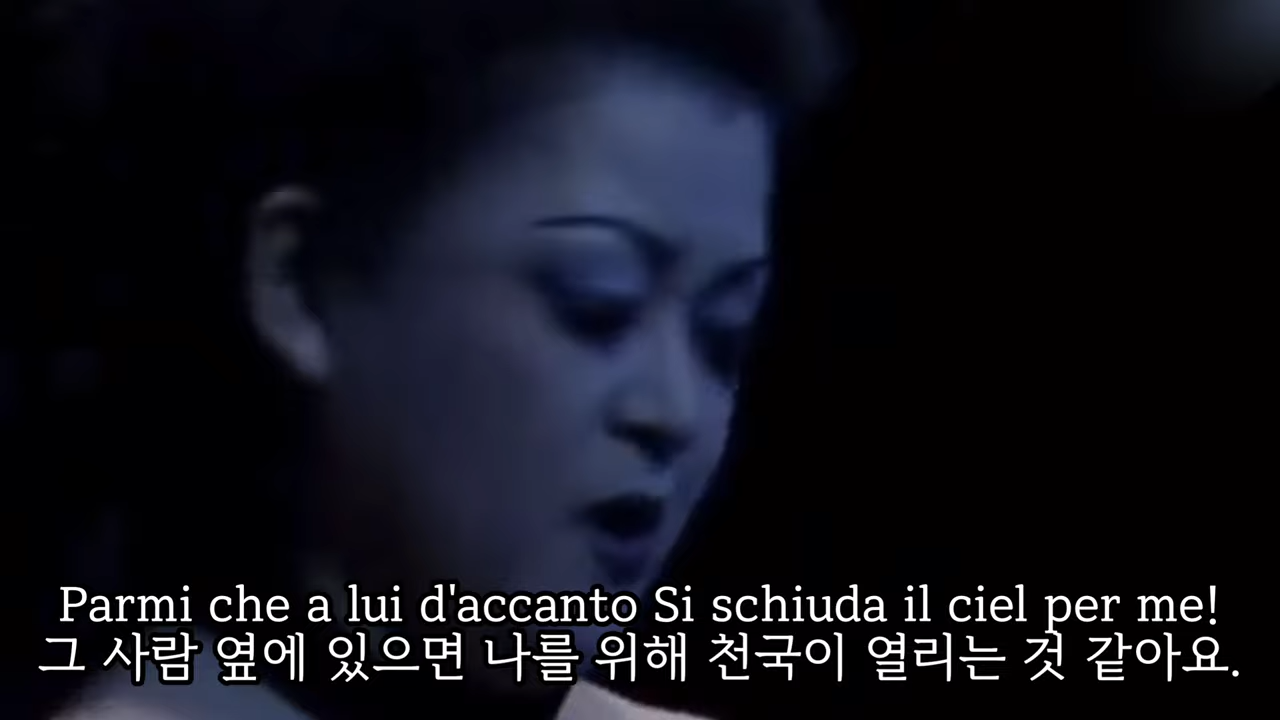 Parmi che a lui d'accanto Si schiuda il ciel per me!
그 사람 옆에 있으면 나를 위해 천국이 열리는 것 같아요.